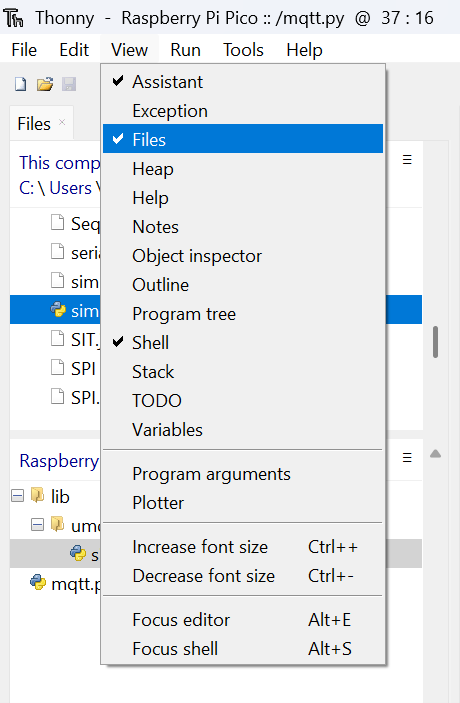 Thonny - Raspberry Pi Pico :: /mqtt.py @ 37 : 16
File Edit View Run Tools Help
Files ×
This comp
C: \ Users \
Seq
seria
sim
sim
SIT.
SPI
SPI.
Assistant
Exception
Files
Heap
Help
Notes
Object inspector
Outline
Program tree
Shell
Stack
TODO
Variables
Program arguments
Plotter
Increase font size Ctrl++
Decrease font size Ctrl+-
Focus editor Alt+E
Focus shell Alt+S
Raspberry
lib
s
mqtt.p